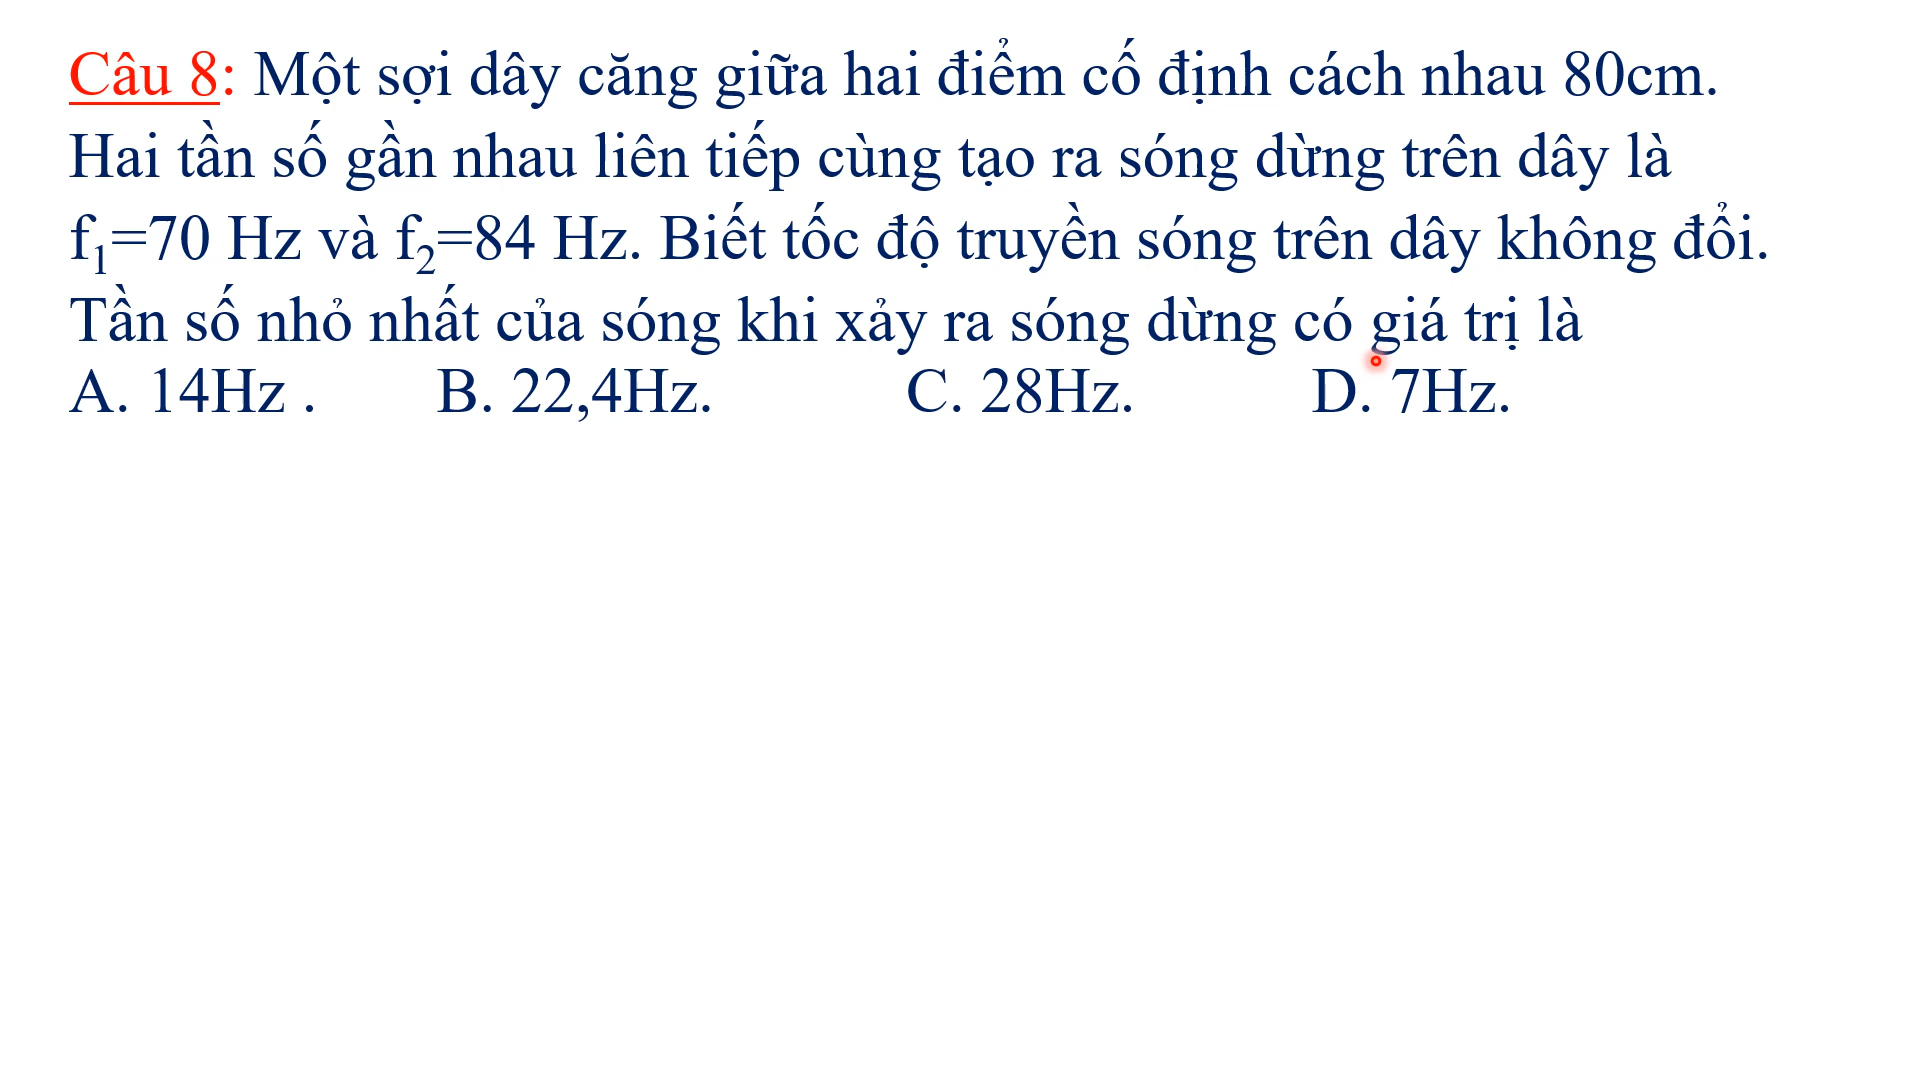 Câu 8: Một sợi dây căng giữa hai điểm cố định cách nhau 80cm.
Hai tần số gần nhau liên tiếp cùng tạo ra sóng dừng trên dây là
f₁=70 Hz và f₂=84 Hz. Biết tốc độ truyền sóng trên dây không đổi.
Tần số nhỏ nhất của sóng khi xảy ra sóng dừng có giá trị là
A. 14Hz . B. 22,4Hz. C. 28Hz. D. 7Hz.